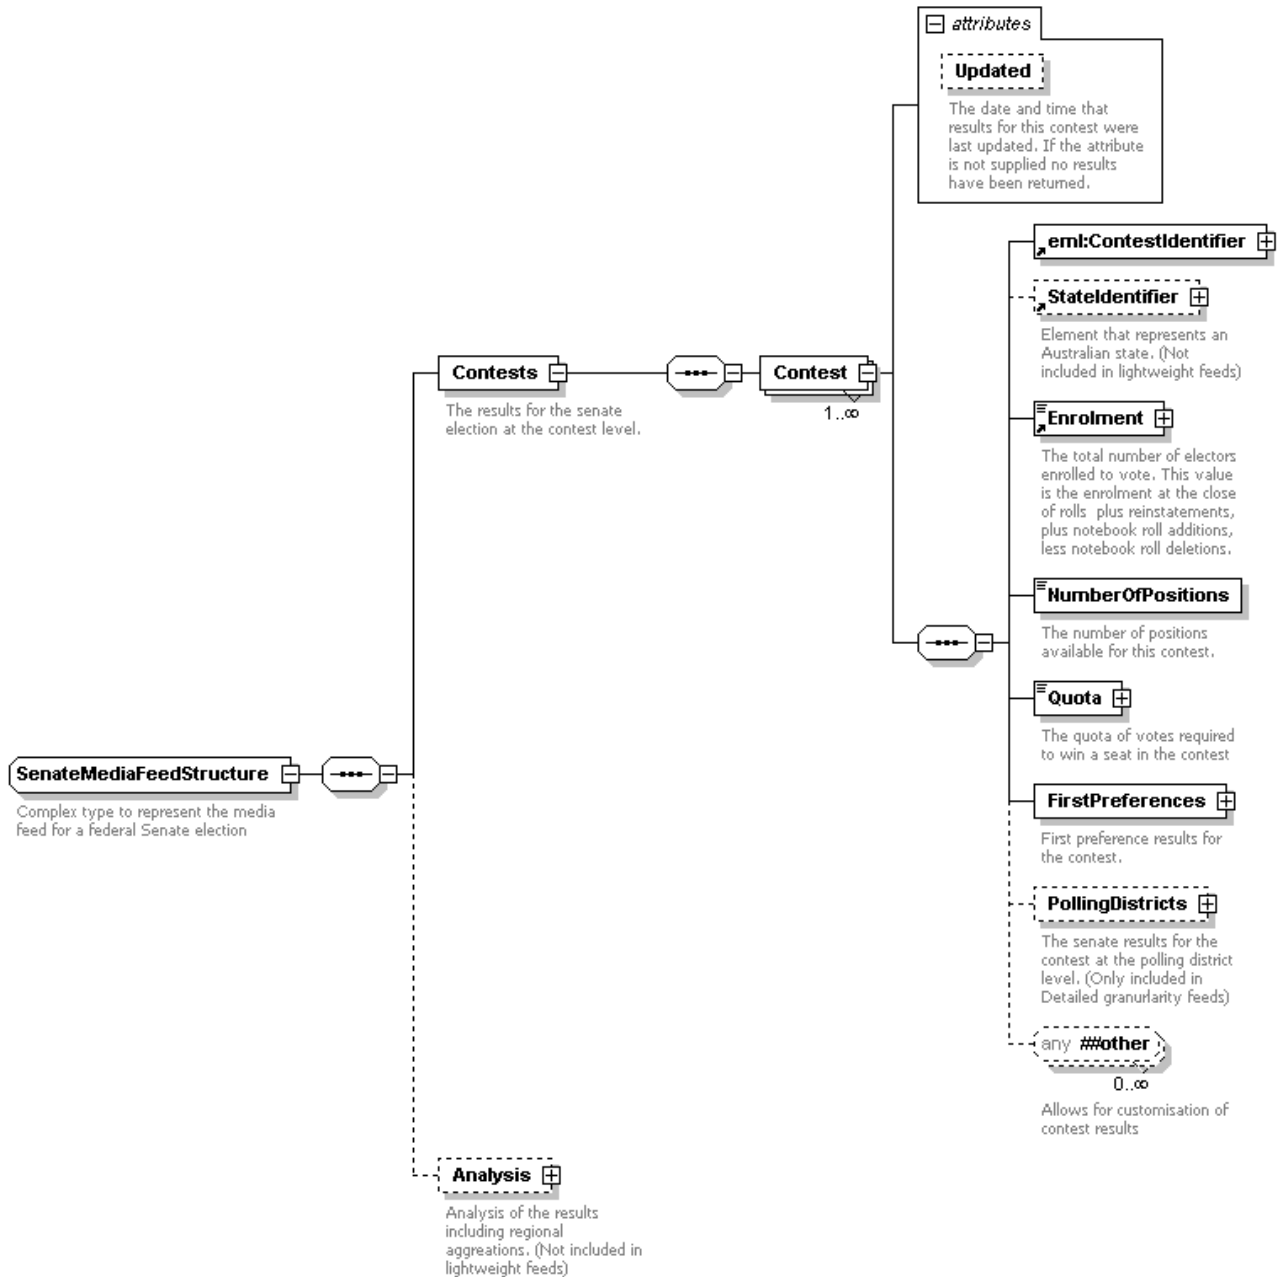 attributes
Updated
The date and time that
results for this contest were
last updated. If the attribute
is not supplied no results
have been returned.
eml:ContestIdentifier
StateIdentifier
Element that represents an
Australian state. (Not
included in lightweight feeds)
Contests
The results for the senate
election at the contest level.
Contest
1..∞
Enrolment
The total number of electors
enrolled to vote. This value
is the enrolment at the close
of rolls plus reinstatements,
plus notebook roll additions,
less notebook roll deletions.
NumberOfPositions
The number of positions
available for this contest.
Quota
The quota of votes required
to win a seat in the contest
SenateMediaFeedStructure
Complex type to represent the media
feed for a federal Senate election
FirstPreferences
First preference results for
the contest.
PollingDistricts
The senate results for the
contest at the polling district
level. (Only included in
Detailed granurlarity feeds)
any ##other
0..∞
Allows for customisation of
contest results
Analysis
Analysis of the results
including regional
aggreations. (Not included in
lightweight feeds)